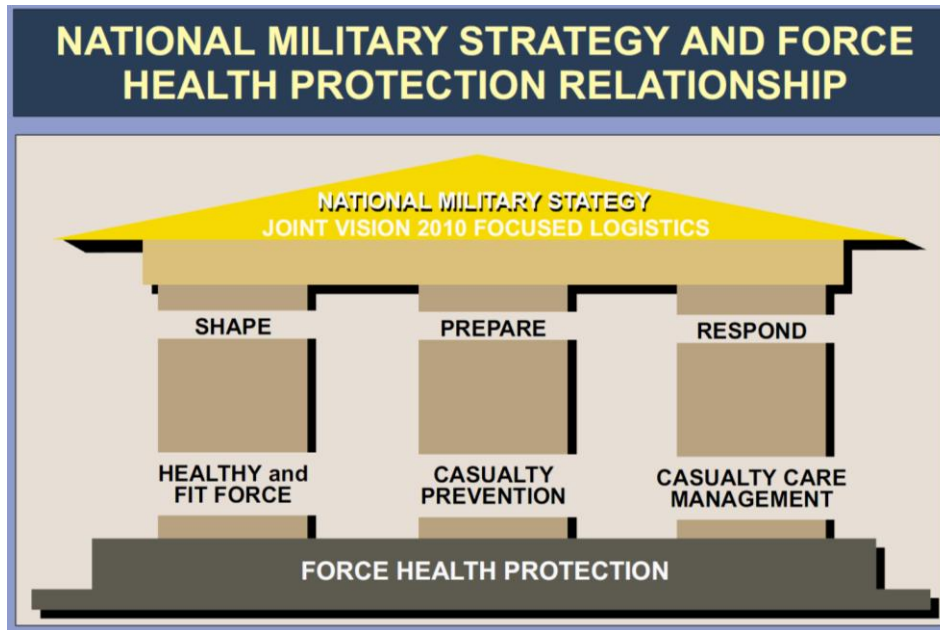 NATIONAL MILITARY STRATEGY AND FORCE
HEALTH PROTECTION RELATIONSHIP
NATIONAL MILITARY STATEGY
JOINT VISION 2010 FOCUSED LOGISTICS
SHAPE
PREPARE
RESPOND
HEALTHY and
FIT FORCE
CASUALTY
PREVENTION
CASUALTY CARE
MANAGEMENT
FORCE HEALTH PROTECTION